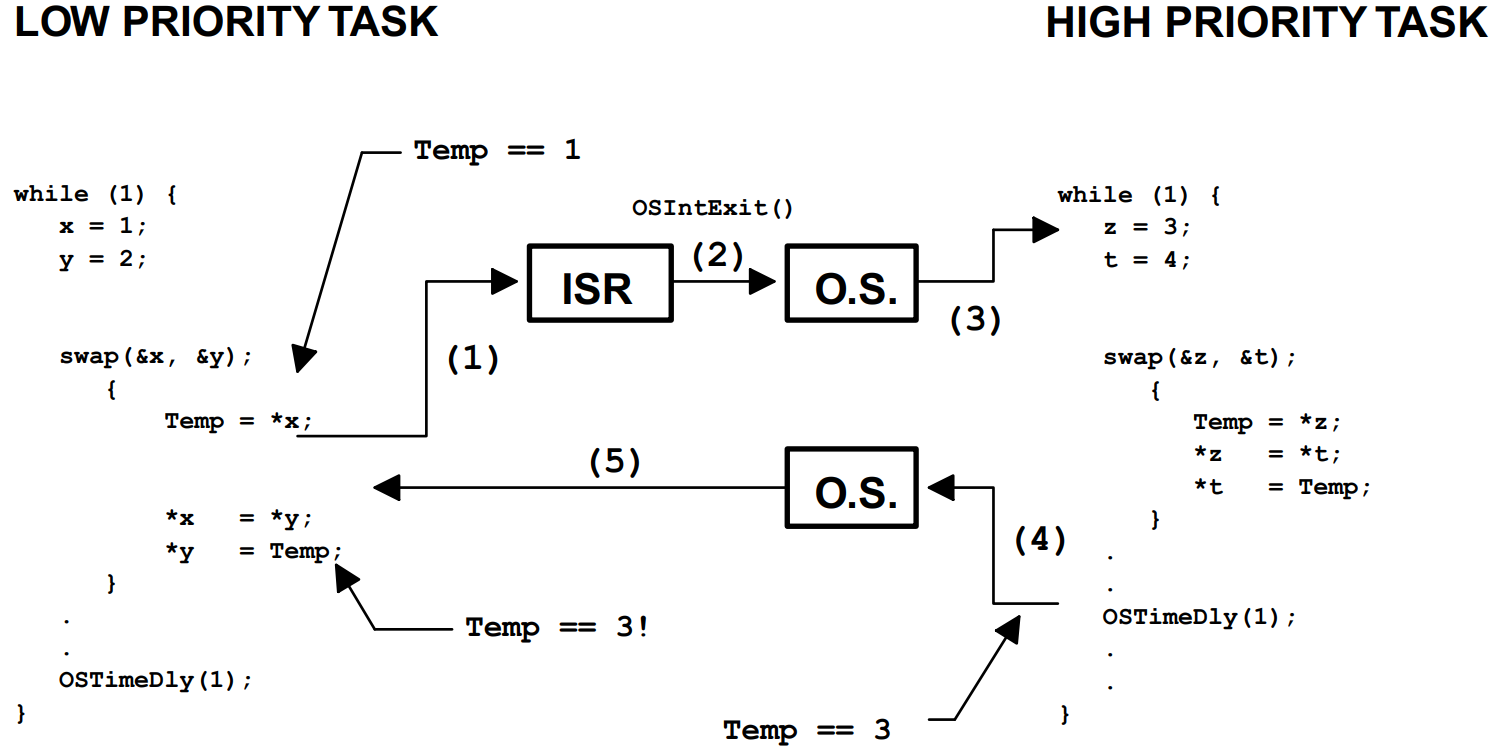 LOW PRIORITY TASK
HIGH PRIORITY TASK
Temp == 1
while (1) {
x = 1;
y = 2;
swap(&x, &y);
{
Temp = *x;
*x = *y;
*y = Temp;
}
.
.
OSTimeDly(1);
}
Temp == 3!
(1)
ISR
OSIntExit()
(2)
O.S.
(3)
while (1) {
z = 3;
t = 4;
swap(&z, &t);
{
Temp = *z;
*z = *t;
*t = Temp;
}
.
.
OSTimeDly(1);
.
.
}
Temp == 3
(4)
O.S.
(5)